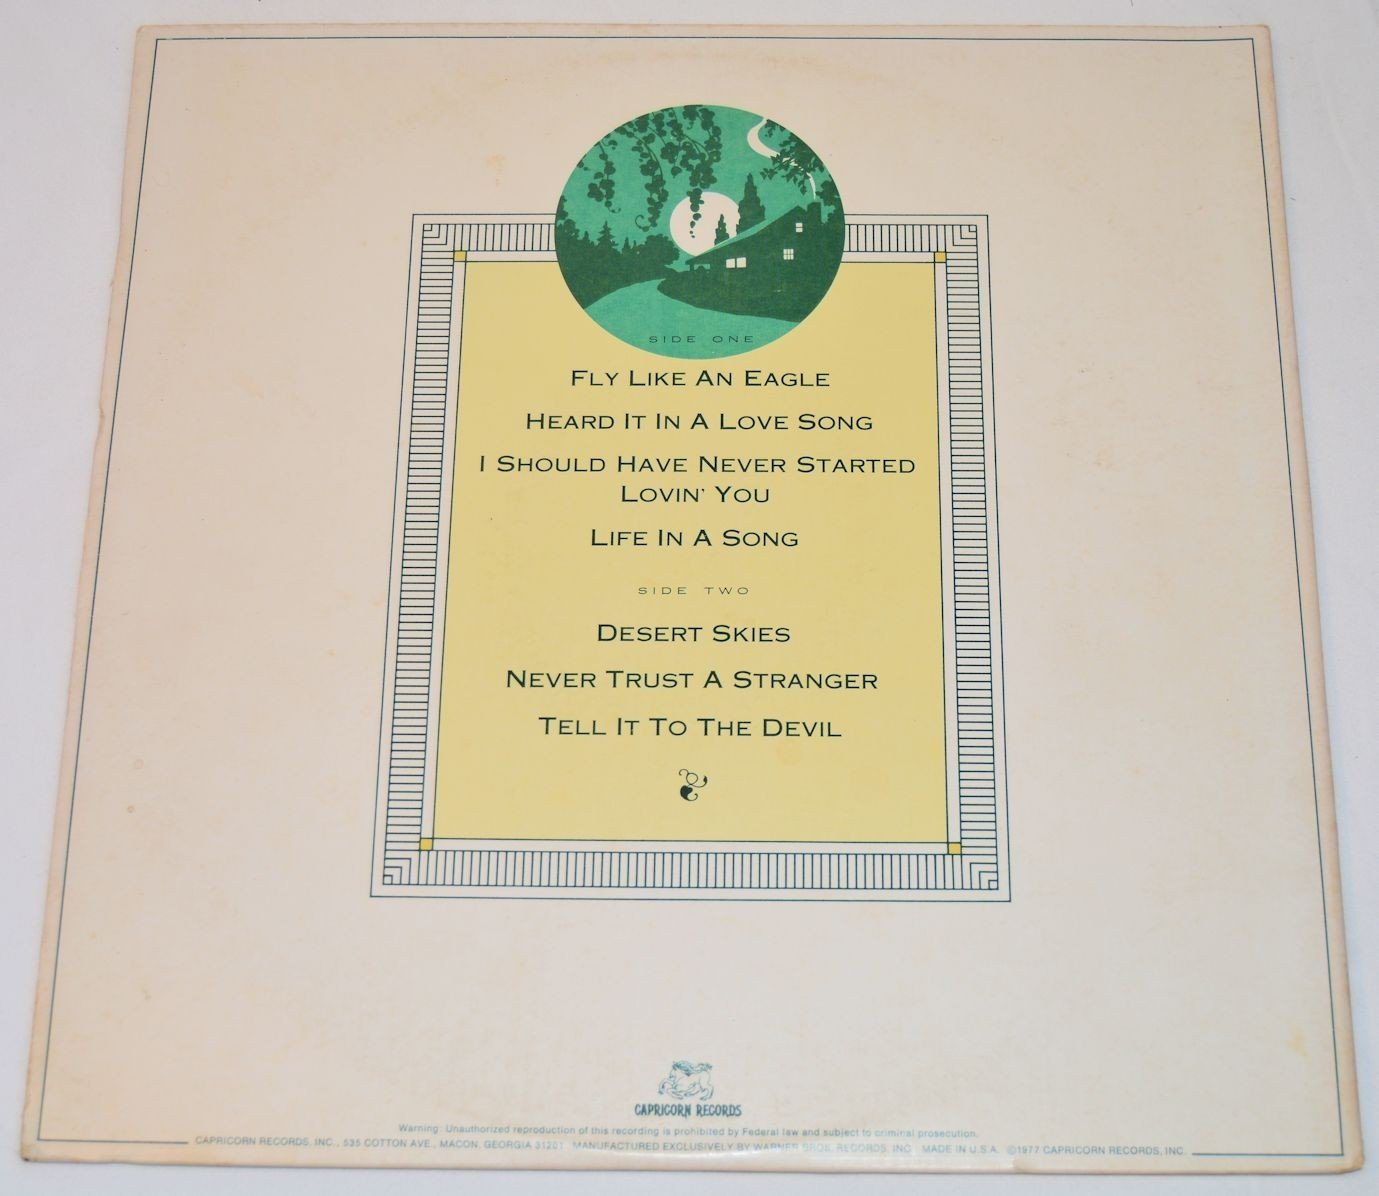 SIDE ONE
FLY LIKE AN EAGLE
HEARD IT IN A LOVE SONG
I SHOULD HAVE NEVER STARTED
LOVIN' YOU
LIFE IN A SONG
SIDE TWO
DESERT SKIES
NEVER TRUST A STRANGER
TELL IT TO THE DEVIL
CAPRICORN RECORDS
Warning: Unauthorized reproduction of this recording is prohibited by Federal law and subject to criminal prosecution.
CAPRICORN RECORDS, INC., 535 COTTON AVE., MACON, GEORGIA 31201 MANUFACTURED EXCLUSIVELY BY WARNER BROS. RECORDS, INC. MADE IN U.S.A. ©1977 CAPRICORN RECORDS, INC.